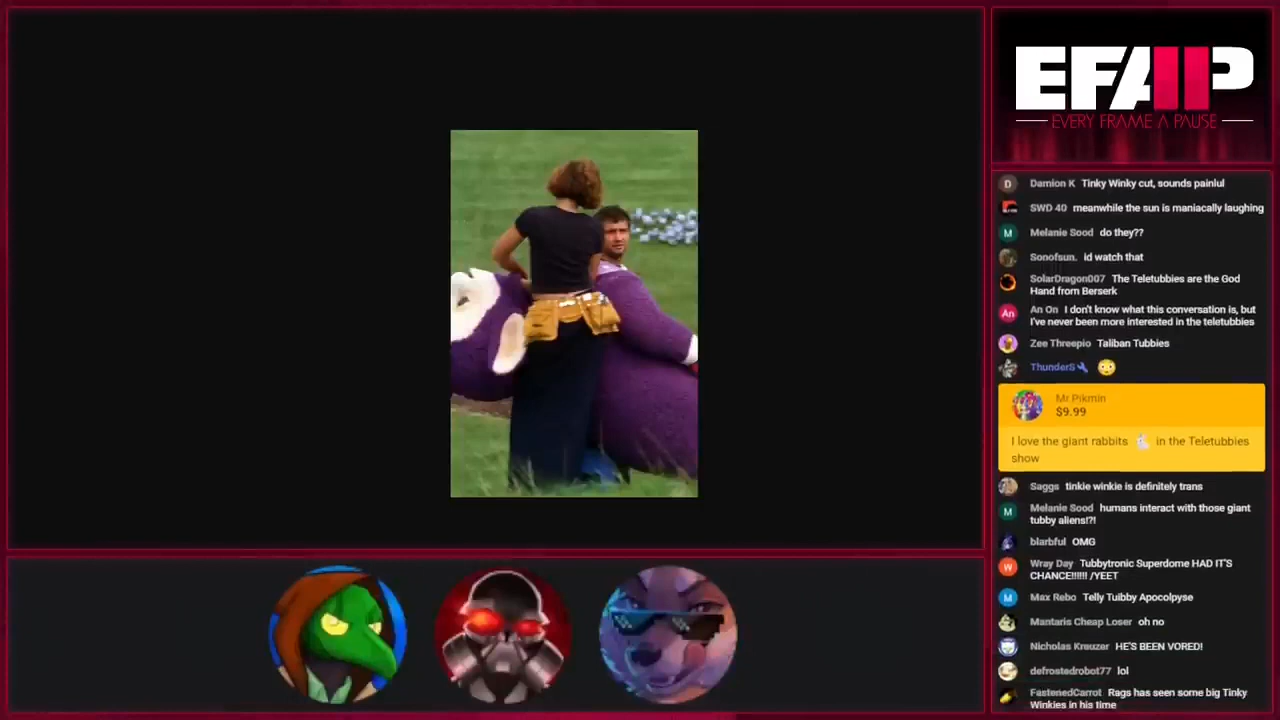 EFAP
EVERY FRAME A PAUSE
Damion K Tinky Winky cut, sounds painlul
SWD 40 meanwhile the sun is maniacally laughing
Melanie Sood do they??
Sonofsun. id watch that
SolarDragon007 The Teletubbies are the God
Hand from Berserk
An On I don't know what this conversation is, but
I've never been more interested in the teletubbies
Zee Threepio Taliban Tubbies
ThunderS
Mr Pikmin
$9.99
I love the giant rabbits in the Teletubbies
show
Saggs tinkie winkie is definitely trans
Melanie Sood humans interact with those giant
tubby aliens!?!
blarbful OMG
Wray Day Tubbytronic Superdome HAD IT'S
CHANCE!!!!!! /YEET
Max Rebo Telly Tuibby Apocolpyse
Mantaris Cheap Loser oh no
Nicholas Kreuzer HE'S BEEN VORED!
defrostedrobot77 lol
FastenedCarrot Rags has seen some big Tinky
Winkies in his time